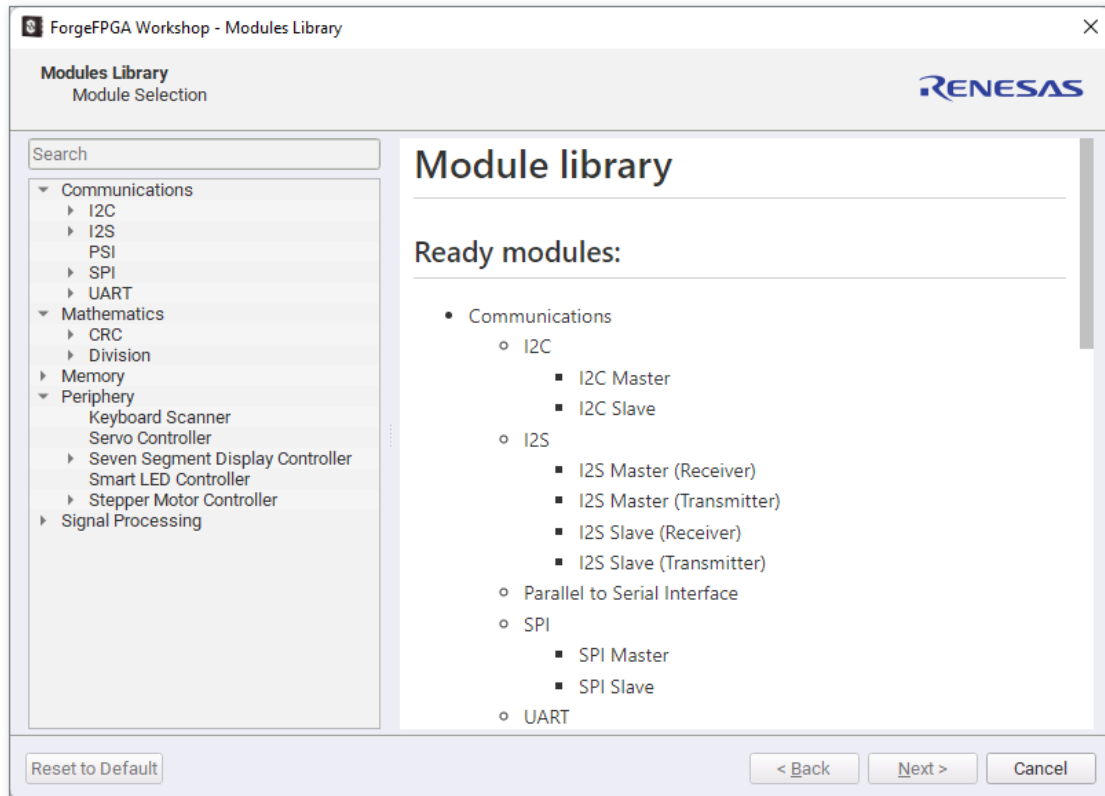 ForgeFPGA Workshop - Modules Library
Modules Library
Module Selection
RENESAS
Search
Communications
I2C
I2S
PSI
SPI
UART
Mathematics
CRC
Division
Memory
Periphery
Keyboard Scanner
Servo Controller
Seven Segment Display Controller
Smart LED Controller
Stepper Motor Controller
Signal Processing
Module library
Ready modules:
Communications
I2C
I2C Master
I2C Slave
I2S
I2S Master (Receiver)
I2S Master (Transmitter)
I2S Slave (Receiver)
I2S Slave (Transmitter)
Parallel to Serial Interface
SPI
SPI Master
SPI Slave
UART
Reset to Default
< Back
Next >
Cancel